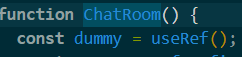 function ChatRoom() {
const dummy = useRef();